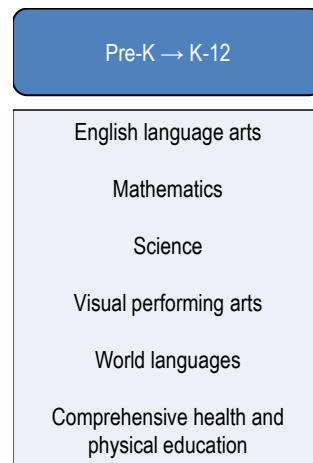 Pre-K → K-12
English language arts
Mathematics
Science
Visual performing arts
World languages
Comprehensive health and
physical education